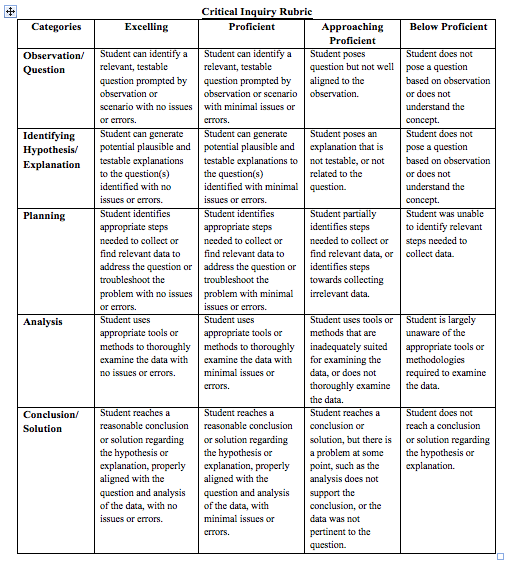 Critical Inquiry Rubric
Categories Excelling Proficient Approaching Proficient Below Proficient
Observation/
Question
Student can identify a
relevant, testable
question prompted by
observation or
scenario with no issues
or errors.
Student can identify a
relevant, testable
question prompted by
observation or scenario
with minimal issues or
errors.
Student poses
question but not well
aligned to the
observation.
Student does not
pose a question
based on observation
or does not
understand the
concept.
Identifying
Hypothesis/
Explanation
Student can generate
potential plausible and
testable explanations
to the question(s)
identified with no
issues or errors.
Student can generate
potential plausible and
testable explanations to
the question(s)
identified with minimal
issues or errors.
Student poses an
explanation that is
not testable, or not
related to the
question.
Student does not
pose a question
based on observation
or does not
understand the
concept.
Planning
Student identifies
appropriate steps
needed to collect or
find relevant data to
address the question or
troubleshoot the
problem with no issues
or errors.
Student identifies
appropriate steps
needed to collect or
find relevant data to
address the question or
troubleshoot the
problem with minimal
issues or errors.
Student partially
identifies steps
needed to collect or
find relevant data, or
identifies steps
towards collecting
irrelevant data.
Student was unable
to identify relevant
steps needed to
collect data.
Analysis
Student uses
appropriate tools or
methods to thoroughly
examine the data with
no issues or errors.
Student uses
appropriate tools or
methods to thoroughly
examine the data with
minimal issues or
errors.
Student uses tools or
methods that are
inadequately suited
for examining the
data, or does not
thoroughly examine
the data.
Student is largely
unaware of the
appropriate tools or
methodologies
required to examine
the data.
Conclusion/
Solution
Student reaches a
reasonable conclusion
or solution regarding
the hypothesis or
explanation, properly
aligned with the
question and analysis
of the data, with no
issues or errors.
Student reaches a
reasonable conclusion
or solution regarding
the hypothesis or
explanation, properly
aligned with the
question and analysis
of the data, with
minimal issues or
errors.
Student reaches a
conclusion or
solution, but there is
a problem at some
point, such as the
analysis does not
support the
conclusion, or the
data was not
pertinent to the
question.
Student does not
reach a conclusion
or solution regarding
the hypothesis or
explanation.